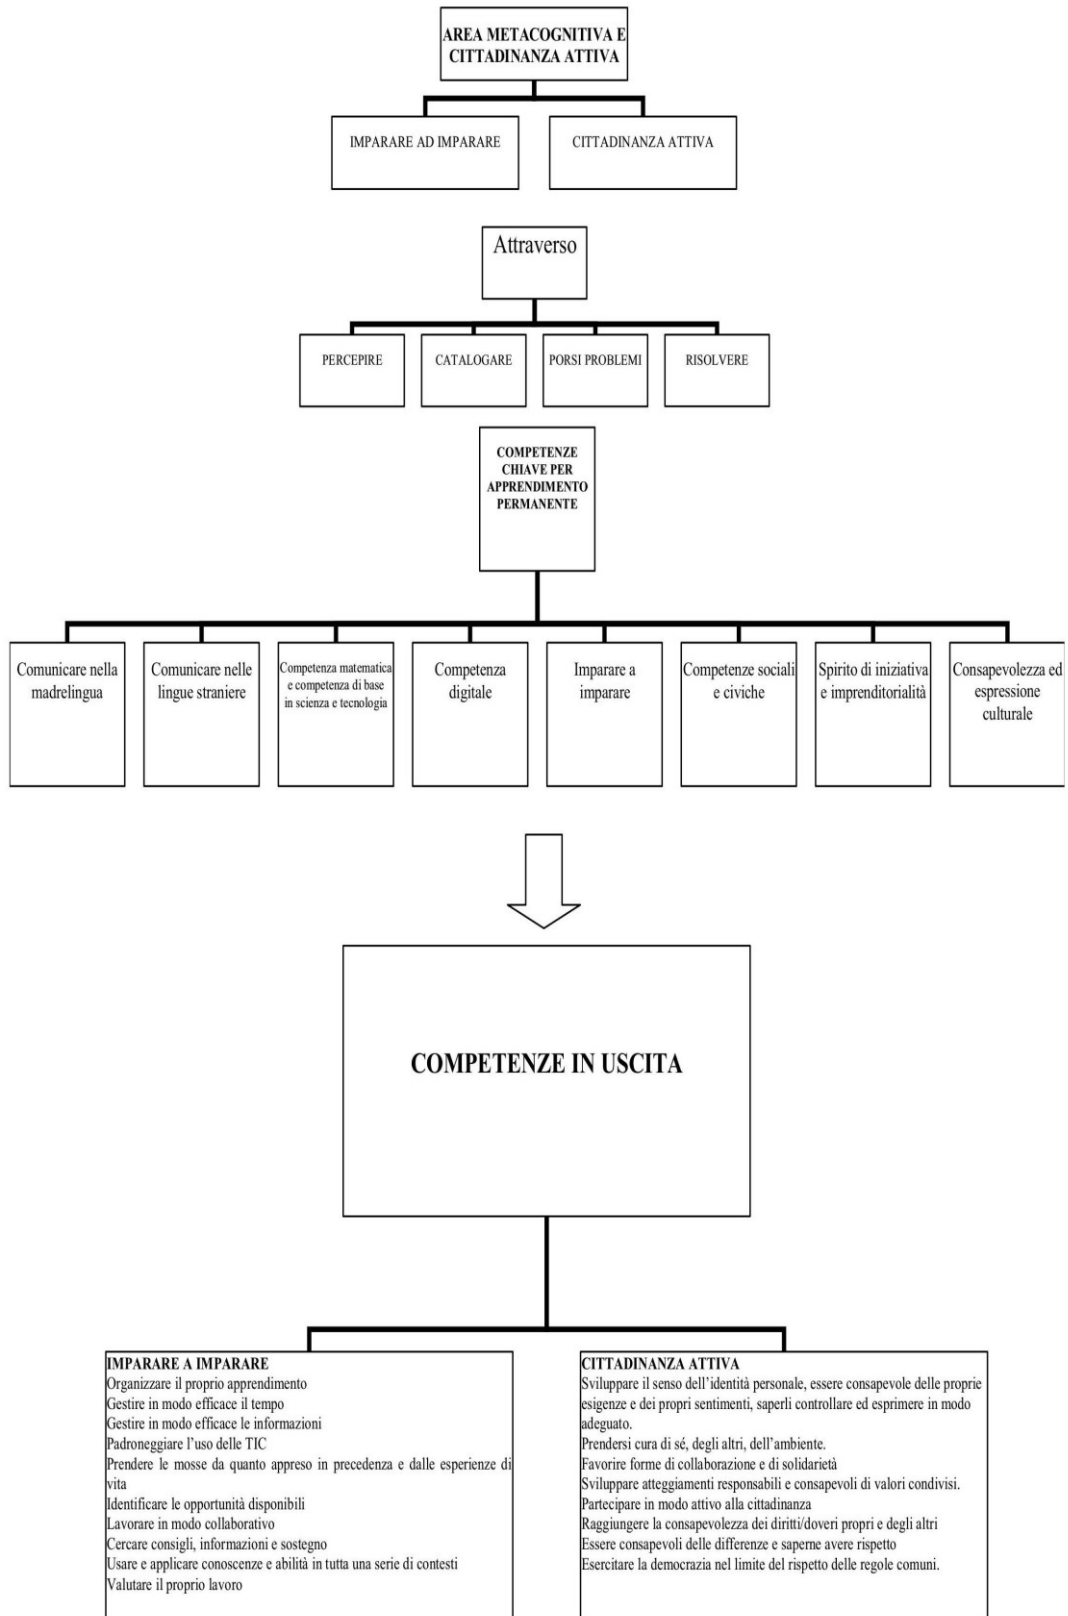 AREA METACOGNITIVA E
CITTADINANZA ATTIVA
IMPARARE AD IMPARARE
CITTADINANZA ATTIVA
Attraverso
PERCEPIRE
CATALOGARE
PORSI PROBLEMI
RISOLVERE
COMPETENZE
CHIAVE PER
APPRENDIMENTO
PERMANENTE
Comunicare nella
madrelingua
Comunicare nelle
lingue straniere
Competenza matematica
e competenza di base
in scienza e tecnologia
Competenza
digitale
Imparare a
imparare
Competenze sociali
e civiche
Spirito di iniziativa
e imprenditorialità
Consapevolezza ed
espressione
culturale
COMPETENZE IN USCITA
IMPARARE A IMPARARE
Organizzare il proprio apprendimento
Gestire in modo efficace il tempo
Gestire in modo efficace le informazioni
Padroneggiare l'uso delle TIC
Prendere le mosse da quanto appreso in precedenza e dalle esperienze di
vita
Identificare le opportunità disponibili
Lavorare in modo collaborativo
Cercare consigli, informazioni e sostegno
Usare e applicare conoscenze e abilità in tutta una serie di contesti
Valutare il proprio lavoro
CITTADINANZA ATTIVA
Sviluppare il senso dell'identità personale, essere consapevole delle proprie
esigenze e dei propri sentimenti, saperli controllare ed esprimere in modo
adeguato.
Prendersi cura di sé, degli altri, dell'ambiente.
Favorire forme di collaborazione e di solidarietà
Sviluppare atteggiamenti responsabili e consapevoli di valori condivisi.
Partecipare in modo attivo alla cittadinanza
Raggiungere la consapevolezza dei diritti/doveri propri e degli altri
Essere consapevoli delle differenze e saperne avere rispetto
Esercitare la democrazia nel limite del rispetto delle regole comuni.